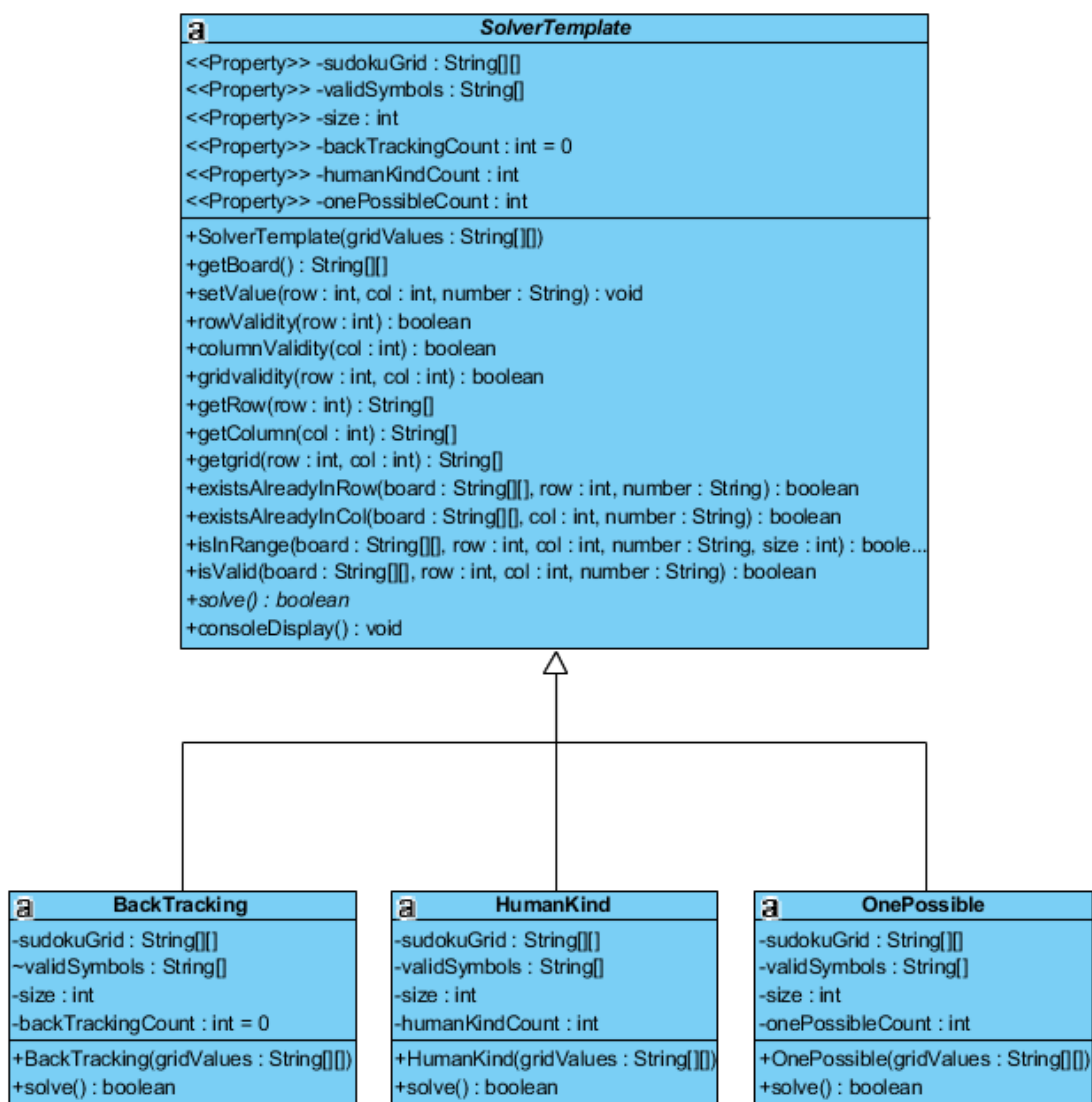 a SolverTemplate
<<Property>> -sudokuGrid : String[][]
<<Property>> -validSymbols : String[]
<<Property>> -size : int
<<Property>> -backTrackingCount : int = 0
<<Property>> -humanKindCount : int
<<Property>> -onePossibleCount : int
+SolverTemplate(gridValues : String[][])
+getBoard() : String[][]
+setValue(row : int, col : int, number : String) : void
+rowValidity(row : int) : boolean
+columnValidity(col : int) : boolean
+gridvalidity(row : int, col : int) : boolean
+getRow(row : int) : String[]
+getColumn(col : int) : String[]
+getgrid(row : int, col : int) : String[]
+existsAlreadyInRow(board : String[][], row : int, number : String) : boolean
+existsAlreadyInCol(board : String[][], col : int, number : String) : boolean
+isInRange(board : String[][], row : int, col : int, number : String, size : int) : boole...
+isValid(board : String[][], row : int, col : int, number : String) : boolean
+solve() : boolean
+consoleDisplay() : void
a BackTracking
-sudokuGrid : String[][]
~validSymbols : String[]
-size : int
-backTrackingCount : int = 0
+BackTracking(gridValues : String[][])
+solve() : boolean
a HumanKind
-sudokuGrid : String[][]
-validSymbols : String[]
-size : int
-humanKindCount : int
+HumanKind(gridValues : String[][])
+solve() : boolean
a OnePossible
-sudokuGrid : String[][]
-validSymbols : String[]
-size : int
-onePossibleCount : int
+OnePossible(gridValues : String[][])
+solve() : boolean